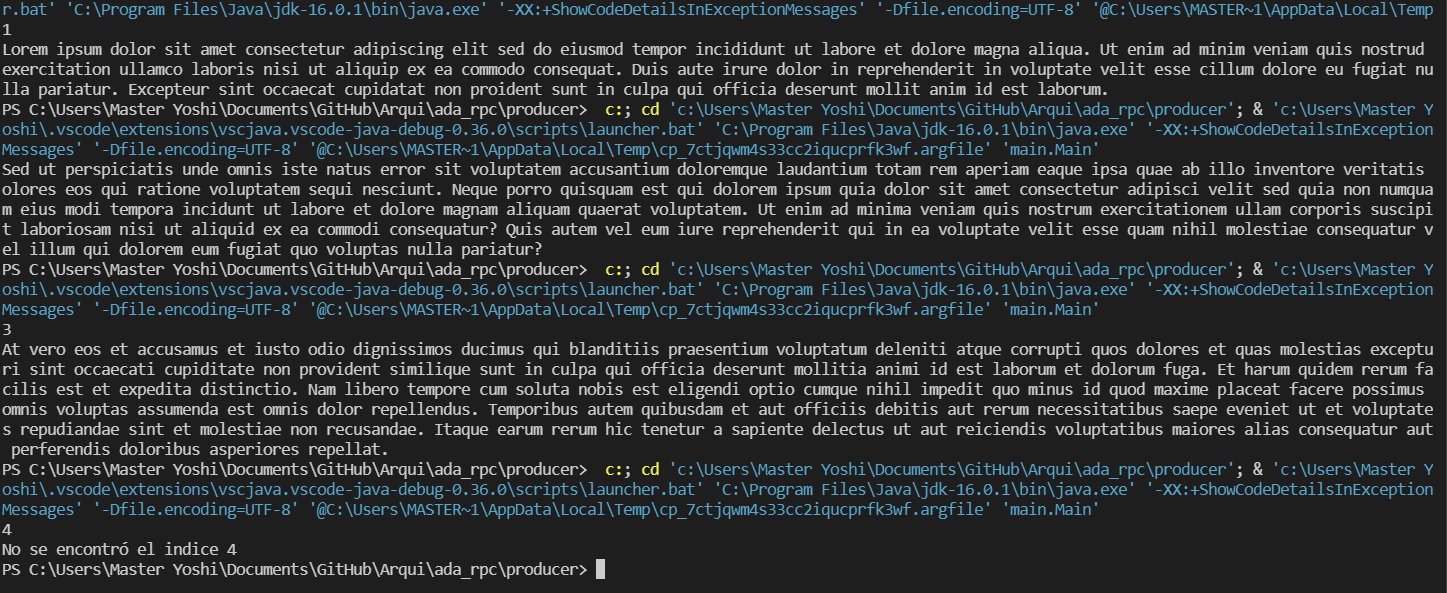 r.bat' 'C:\Program Files\Java\jdk-16.0.1\bin\java.exe' '-XX:+ShowCodeDetailsInExceptionMessages' '-Dfile.encoding=UTF-8' '@C:\Users\MASTER~1\AppData\Local\Temp
1
Lorem ipsum dolor sit amet consectetur adipiscing elit sed do eiusmod tempor incididunt ut labore et dolore magna aliqua. Ut enim ad minim veniam quis nostrud
exercitation ullamco laboris nisi ut aliquip ex ea commodo consequat. Duis aute irure dolor in reprehenderit in voluptate velit esse cillum dolore eu fugiat nu
lla pariatur. Excepteur sint occaecat cupidatat non proident sunt in culpa qui officia deserunt mollit anim id est laborum.
PS C:\Users\Master Yoshi\Documents\GitHub\Arqui\ada_rpc\producer>  c:; cd 'c:\Users\Master Yoshi\Documents\GitHub\Arqui\ada_rpc\producer'; & 'c:\Users\Master Y
oshi\.vscode\extensions\vscjava.vscode-java-debug-0.36.0\scripts\launcher.bat' 'C:\Program Files\Java\jdk-16.0.1\bin\java.exe' '-XX:+ShowCodeDetailsInException
Messages' '-Dfile.encoding=UTF-8' '@C:\Users\MASTER~1\AppData\Local\Temp\cp_7ctjqwm4s33cc2iqucprfk3wf.argfile' 'main.Main'
Sed ut perspiciatis unde omnis iste natus error sit voluptatem accusantium doloremque laudantium totam rem aperiam eaque ipsa quae ab illo inventore veritatis
olores eos qui ratione voluptatem sequi nesciunt. Neque porro quisquam est qui dolorem ipsum quia dolor sit amet consectetur adipisci velit sed quia non numqua
m eius modi tempora incidunt ut labore et dolore magnam aliquam quaerat voluptatem. Ut enim ad minima veniam quis nostrum exercitationem ullam corporis suscipi
t laboriosam nisi ut aliquid ex ea commodi consequatur? Quis autem vel eum iure reprehenderit qui in ea voluptate velit esse quam nihil molestiae consequatur v
el illum qui dolorem eum fugiat quo voluptas nulla pariatur?
PS C:\Users\Master Yoshi\Documents\GitHub\Arqui\ada_rpc\producer>  c:; cd 'c:\Users\Master Yoshi\Documents\GitHub\Arqui\ada_rpc\producer'; & 'c:\Users\Master Y
oshi\.vscode\extensions\vscjava.vscode-java-debug-0.36.0\scripts\launcher.bat' 'C:\Program Files\Java\jdk-16.0.1\bin\java.exe' '-XX:+ShowCodeDetailsInException
Messages' '-Dfile.encoding=UTF-8' '@C:\Users\MASTER~1\AppData\Local\Temp\cp_7ctjqwm4s33cc2iqucprfk3wf.argfile' 'main.Main'
3
At vero eos et accusamus et iusto odio dignissimos ducimus qui blanditiis praesentium voluptatum deleniti atque corrupti quos dolores et quas molestias exceptu
ri sint occaecati cupiditate non provident similique sunt in culpa qui officia deserunt mollitia animi id est laborum et dolorum fuga. Et harum quidem rerum fa
cilis est et expedita distinctio. Nam libero tempore cum soluta nobis est eligendi optio cumque nihil impedit quo minus id quod maxime placeat facere possimus
omnis voluptas assumenda est omnis dolor repellendus. Temporibus autem quibusdam et aut officiis debitis aut rerum necessitatibus saepe eveniet ut et voluptate
s repudiandae sint et molestiae non recusandae. Itaque earum rerum hic tenetur a sapiente delectus ut aut reiciendis voluptatibus maiores alias consequatur aut
 perferendis doloribus asperiores repellat.
PS C:\Users\Master Yoshi\Documents\GitHub\Arqui\ada_rpc\producer>  c:; cd 'c:\Users\Master Yoshi\Documents\GitHub\Arqui\ada_rpc\producer'; & 'c:\Users\Master Y
oshi\.vscode\extensions\vscjava.vscode-java-debug-0.36.0\scripts\launcher.bat' 'C:\Program Files\Java\jdk-16.0.1\bin\java.exe' '-XX:+ShowCodeDetailsInException
Messages' '-Dfile.encoding=UTF-8' '@C:\Users\MASTER~1\AppData\Local\Temp\cp_7ctjqwm4s33cc2iqucprfk3wf.argfile' 'main.Main'
4
No se encontró el indice 4
PS C:\Users\Master Yoshi\Documents\GitHub\Arqui\ada_rpc\producer>